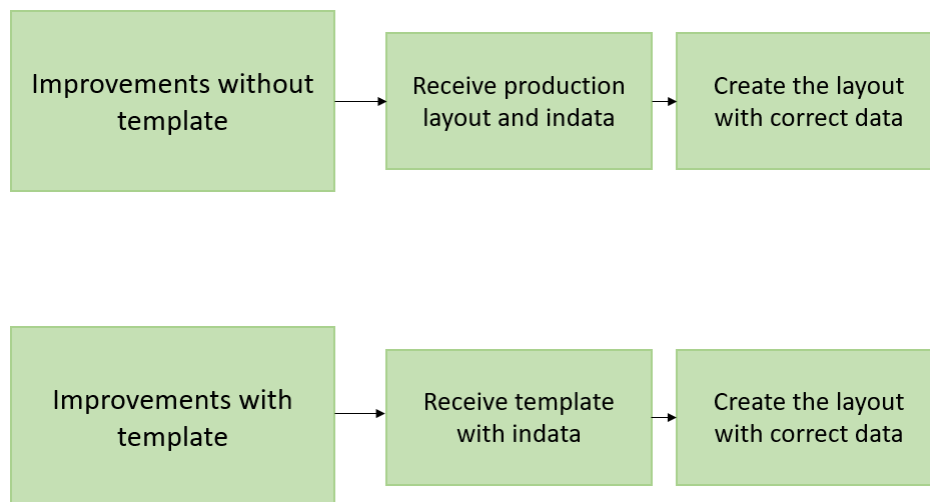 Improvements without
template
Receive production
layout and indata
Create the layout
with correct data
Improvements with
template
Receive template
with indata
Create the layout
with correct data